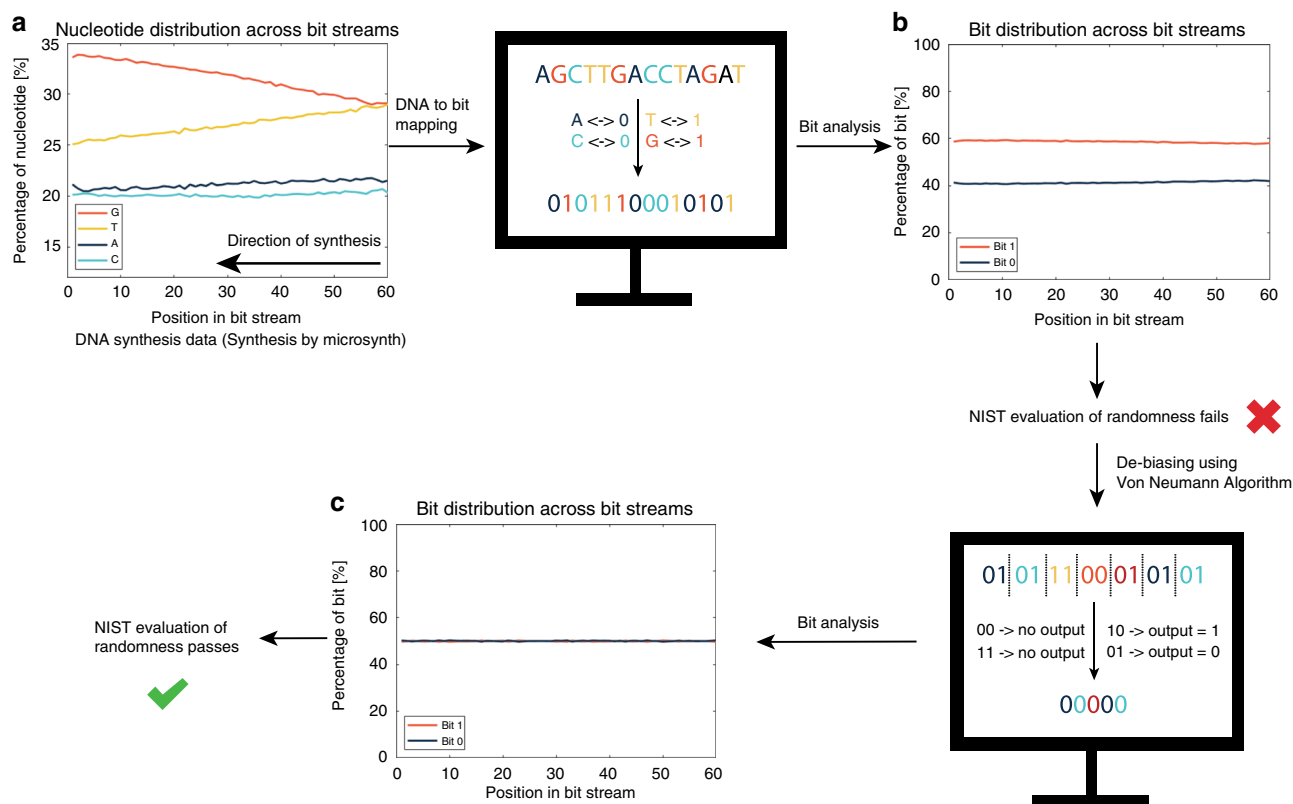 a
Nucleotide distribution across bit streams
Percentage of nucleotide [%]
35
30
25
20
15
G
T
A
C
Direction of synthesis
0 10 20 30 40 50 60
Position in bit stream
DNA synthesis data (Synthesis by microsynth)
DNA to bit
mapping
AGCTTGACCTAGAT
A <-> 0 T <-> 1
C <-> 0 G <-> 1
01011100010101
Bit analysis
b
Bit distribution across bit streams
Percentage of bit [%]
100
80
60
40
20
0
Bit 1
Bit 0
0 10 20 30 40 50 60
Position in bit stream
NIST evaluation of randomness fails
De-biasing using
Von Neumann Algorithm
01 01 11 00 01 01 01
00 -> no output 10 -> output = 1
11 -> no output 01 -> output = 0
00000
Bit analysis
c
Bit distribution across bit streams
Percentage of bit [%]
100
80
60
40
20
0
Bit 1
Bit 0
0 10 20 30 40 50 60
Position in bit stream
NIST evaluation of
randomness passes